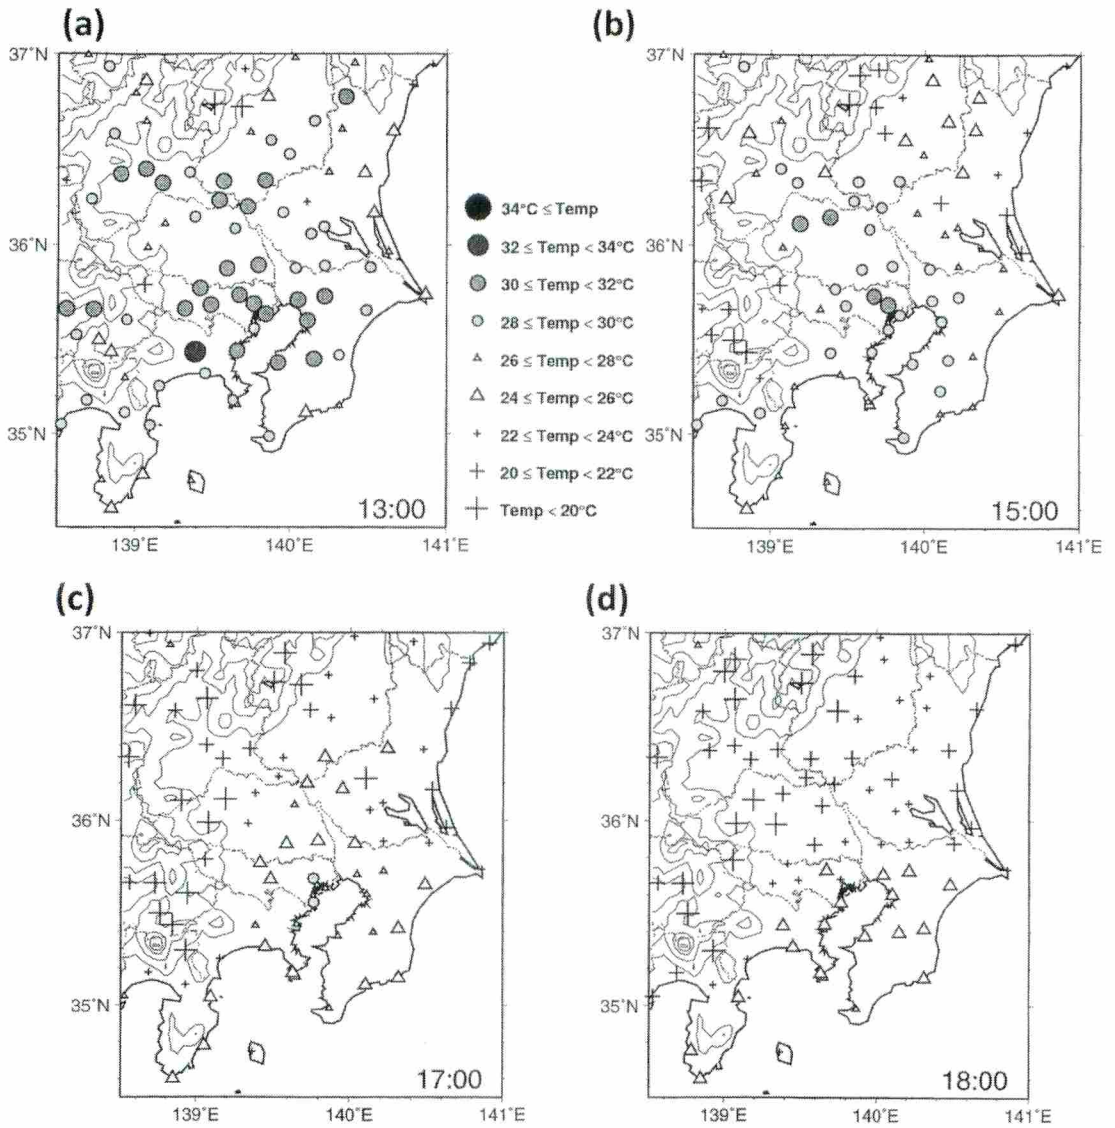 (a)
(b)
37°N
37°N
36°N
36°N
35°N
35°N
13:00
15:00
139°E
140°E
141°E
139°E
140°E
141°E
34°C ≤ Temp
32 ≤ Temp < 34°C
30 ≤ Temp < 32°C
28 ≤ Temp < 30°C
26 ≤ Temp < 28°C
24 ≤ Temp < 26°C
22 ≤ Temp < 24°C
20 ≤ Temp < 22°C
Temp < 20°C
(c)
(d)
37°N
37°N
36°N
36°N
35°N
35°N
17:00
18:00
139°E
140°E
141°E
139°E
140°E
141°E